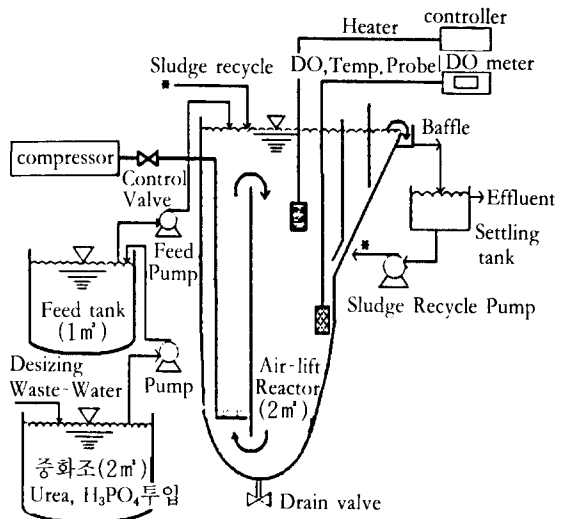 controller
Heater
Sludge recycle
DO, Temp. Probe
DO meter
*
Baffle
compressor
Control
Valve
Effluent
Settling
tank
*
Feed
Pump
Sludge Recycle Pump
Feed tank
(1㎥)
Desizing
Waste-Water
Pump
Air-lift
Reactor
(2㎥)
중화조(2㎥)
Urea, H₃PO₄투입
Drain valve